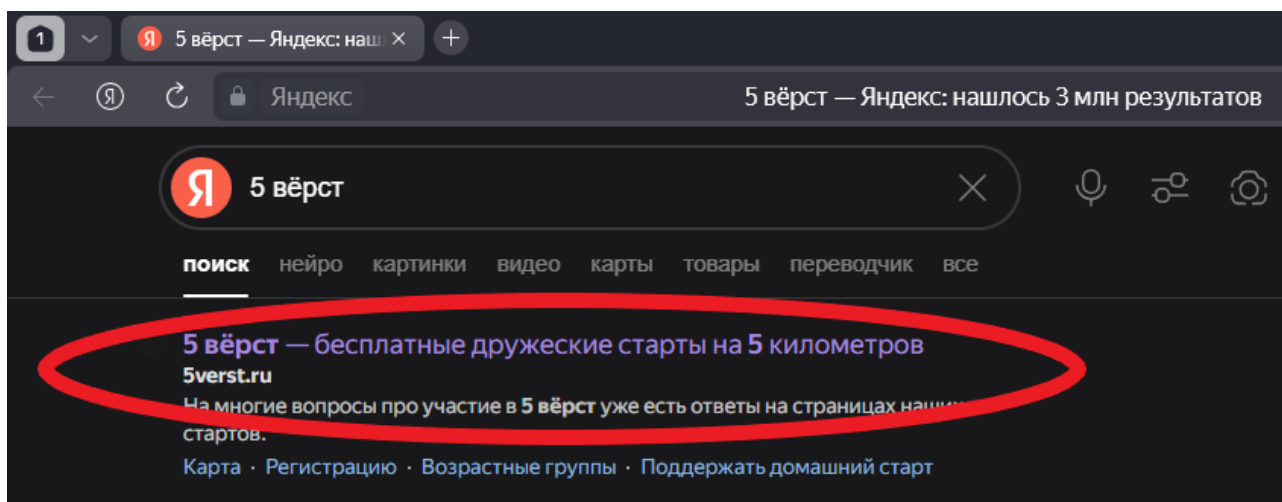 1
Я 5 вёрст — Яндекс: наш
Я Яндекс 5 вёрст — Яндекс: нашлось 3 млн результатов
Я 5 вёрст
поиск нейро картинки видео карты товары переводчик все
5 вёрст — бесплатные дружеские старты на 5 километров
5verst.ru
На многие вопросы про участие в 5 вёрст уже есть ответы на страницах наших
стартов.
Карта · Регистрацию · Возрастные группы · Поддержать домашний старт